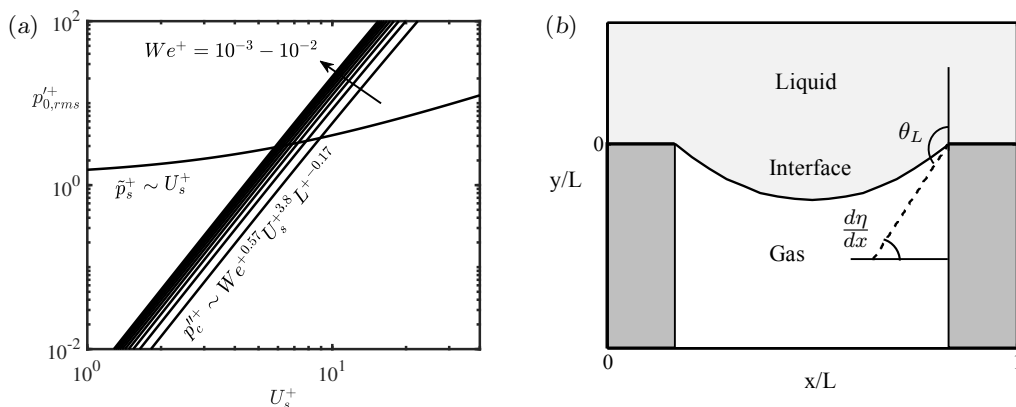 (a)
10^2
We^+ = 10^{-3} − 10^{-2}
p'^+_{0,rms}
10^0
p̃^+_s ∼ U^+_s
p''^+_c ∼ We^{+0.57} U_s^{+3.8} L^{+−0.17}
10^{-2}
10^0
10^1
U^+_s
(b)
Liquid
θ_L
0
Interface
y/L
dη
dx
Gas
0
x/L